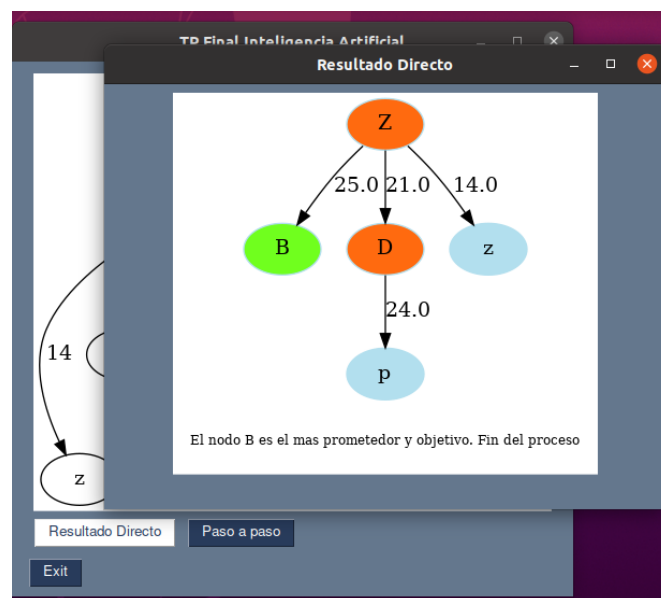 TP Final Inteligencia Artificial
Resultado Directo
Z
25.0 21.0 14.0
B D z
24.0
p
El nodo B es el mas prometedor y objetivo. Fin del proceso
14
z
Resultado Directo Paso a paso
Exit